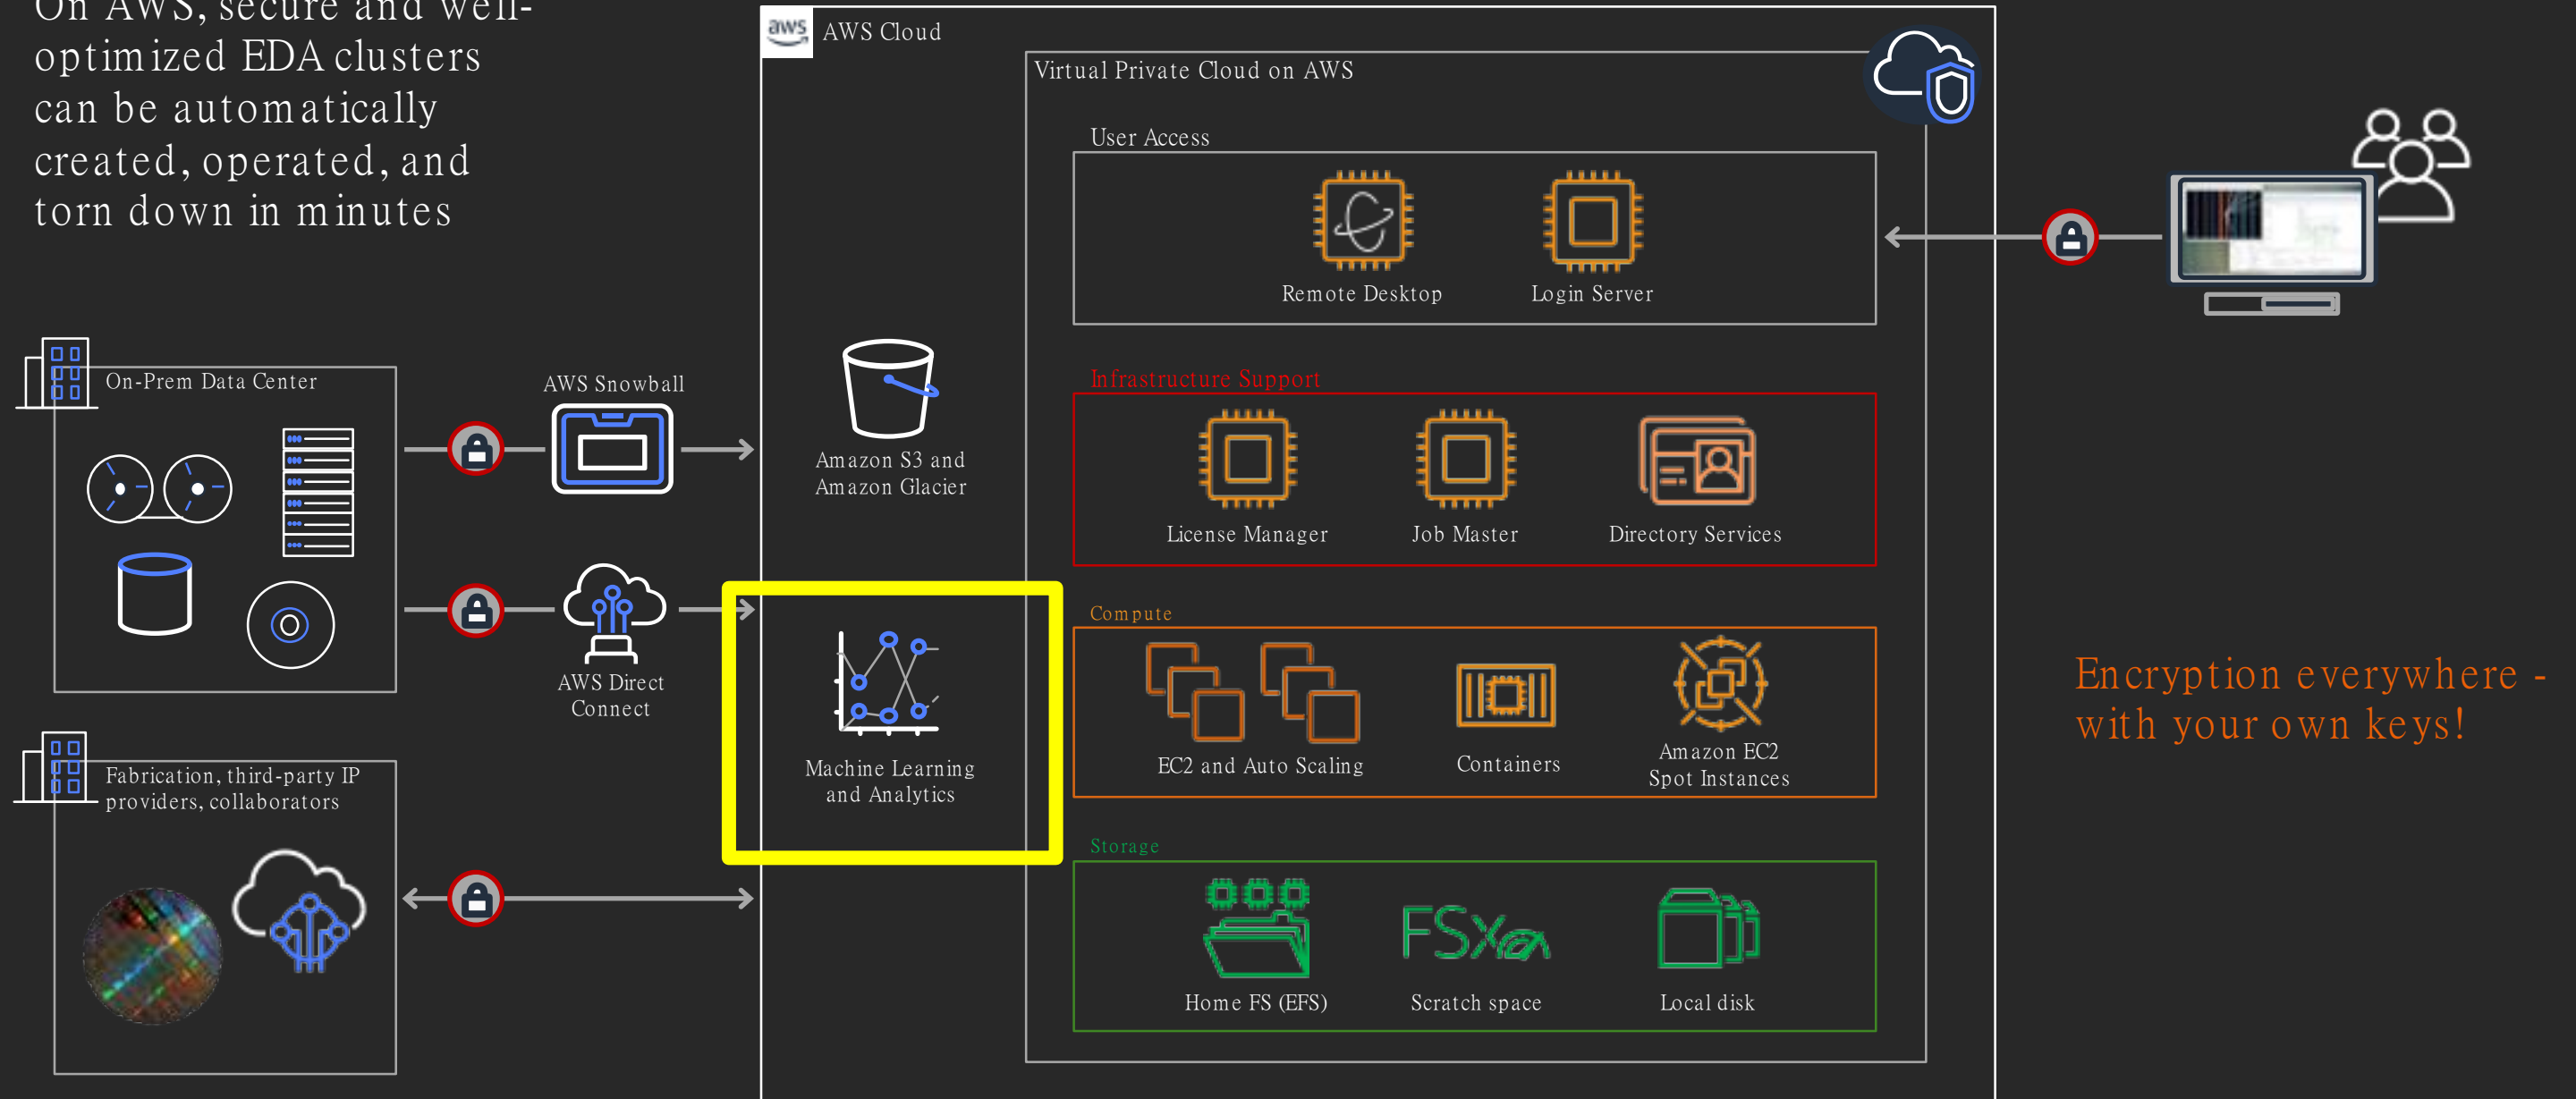 On AWS, secure and well-
optimized EDA clusters
can be automatically
created, operated, and
torn down in minutes
aws
AWS Cloud
Virtual Private Cloud on AWS
User Access
Remote Desktop
Login Server
On-Prem Data Center
AWS Snowball
Amazon S3 and
Amazon Glacier
Infrastructure Support
License Manager
Job Master
Directory Services
AWS Direct
Connect
Machine Learning
and Analytics
Compute
EC2 and Auto Scaling
Containers
Amazon EC2
Spot Instances
Encryption everywhere -
with your own keys!
Fabrication, third-party IP
providers, collaborators
Storage
Home FS (EFS)
FSx
Scratch space
Local disk